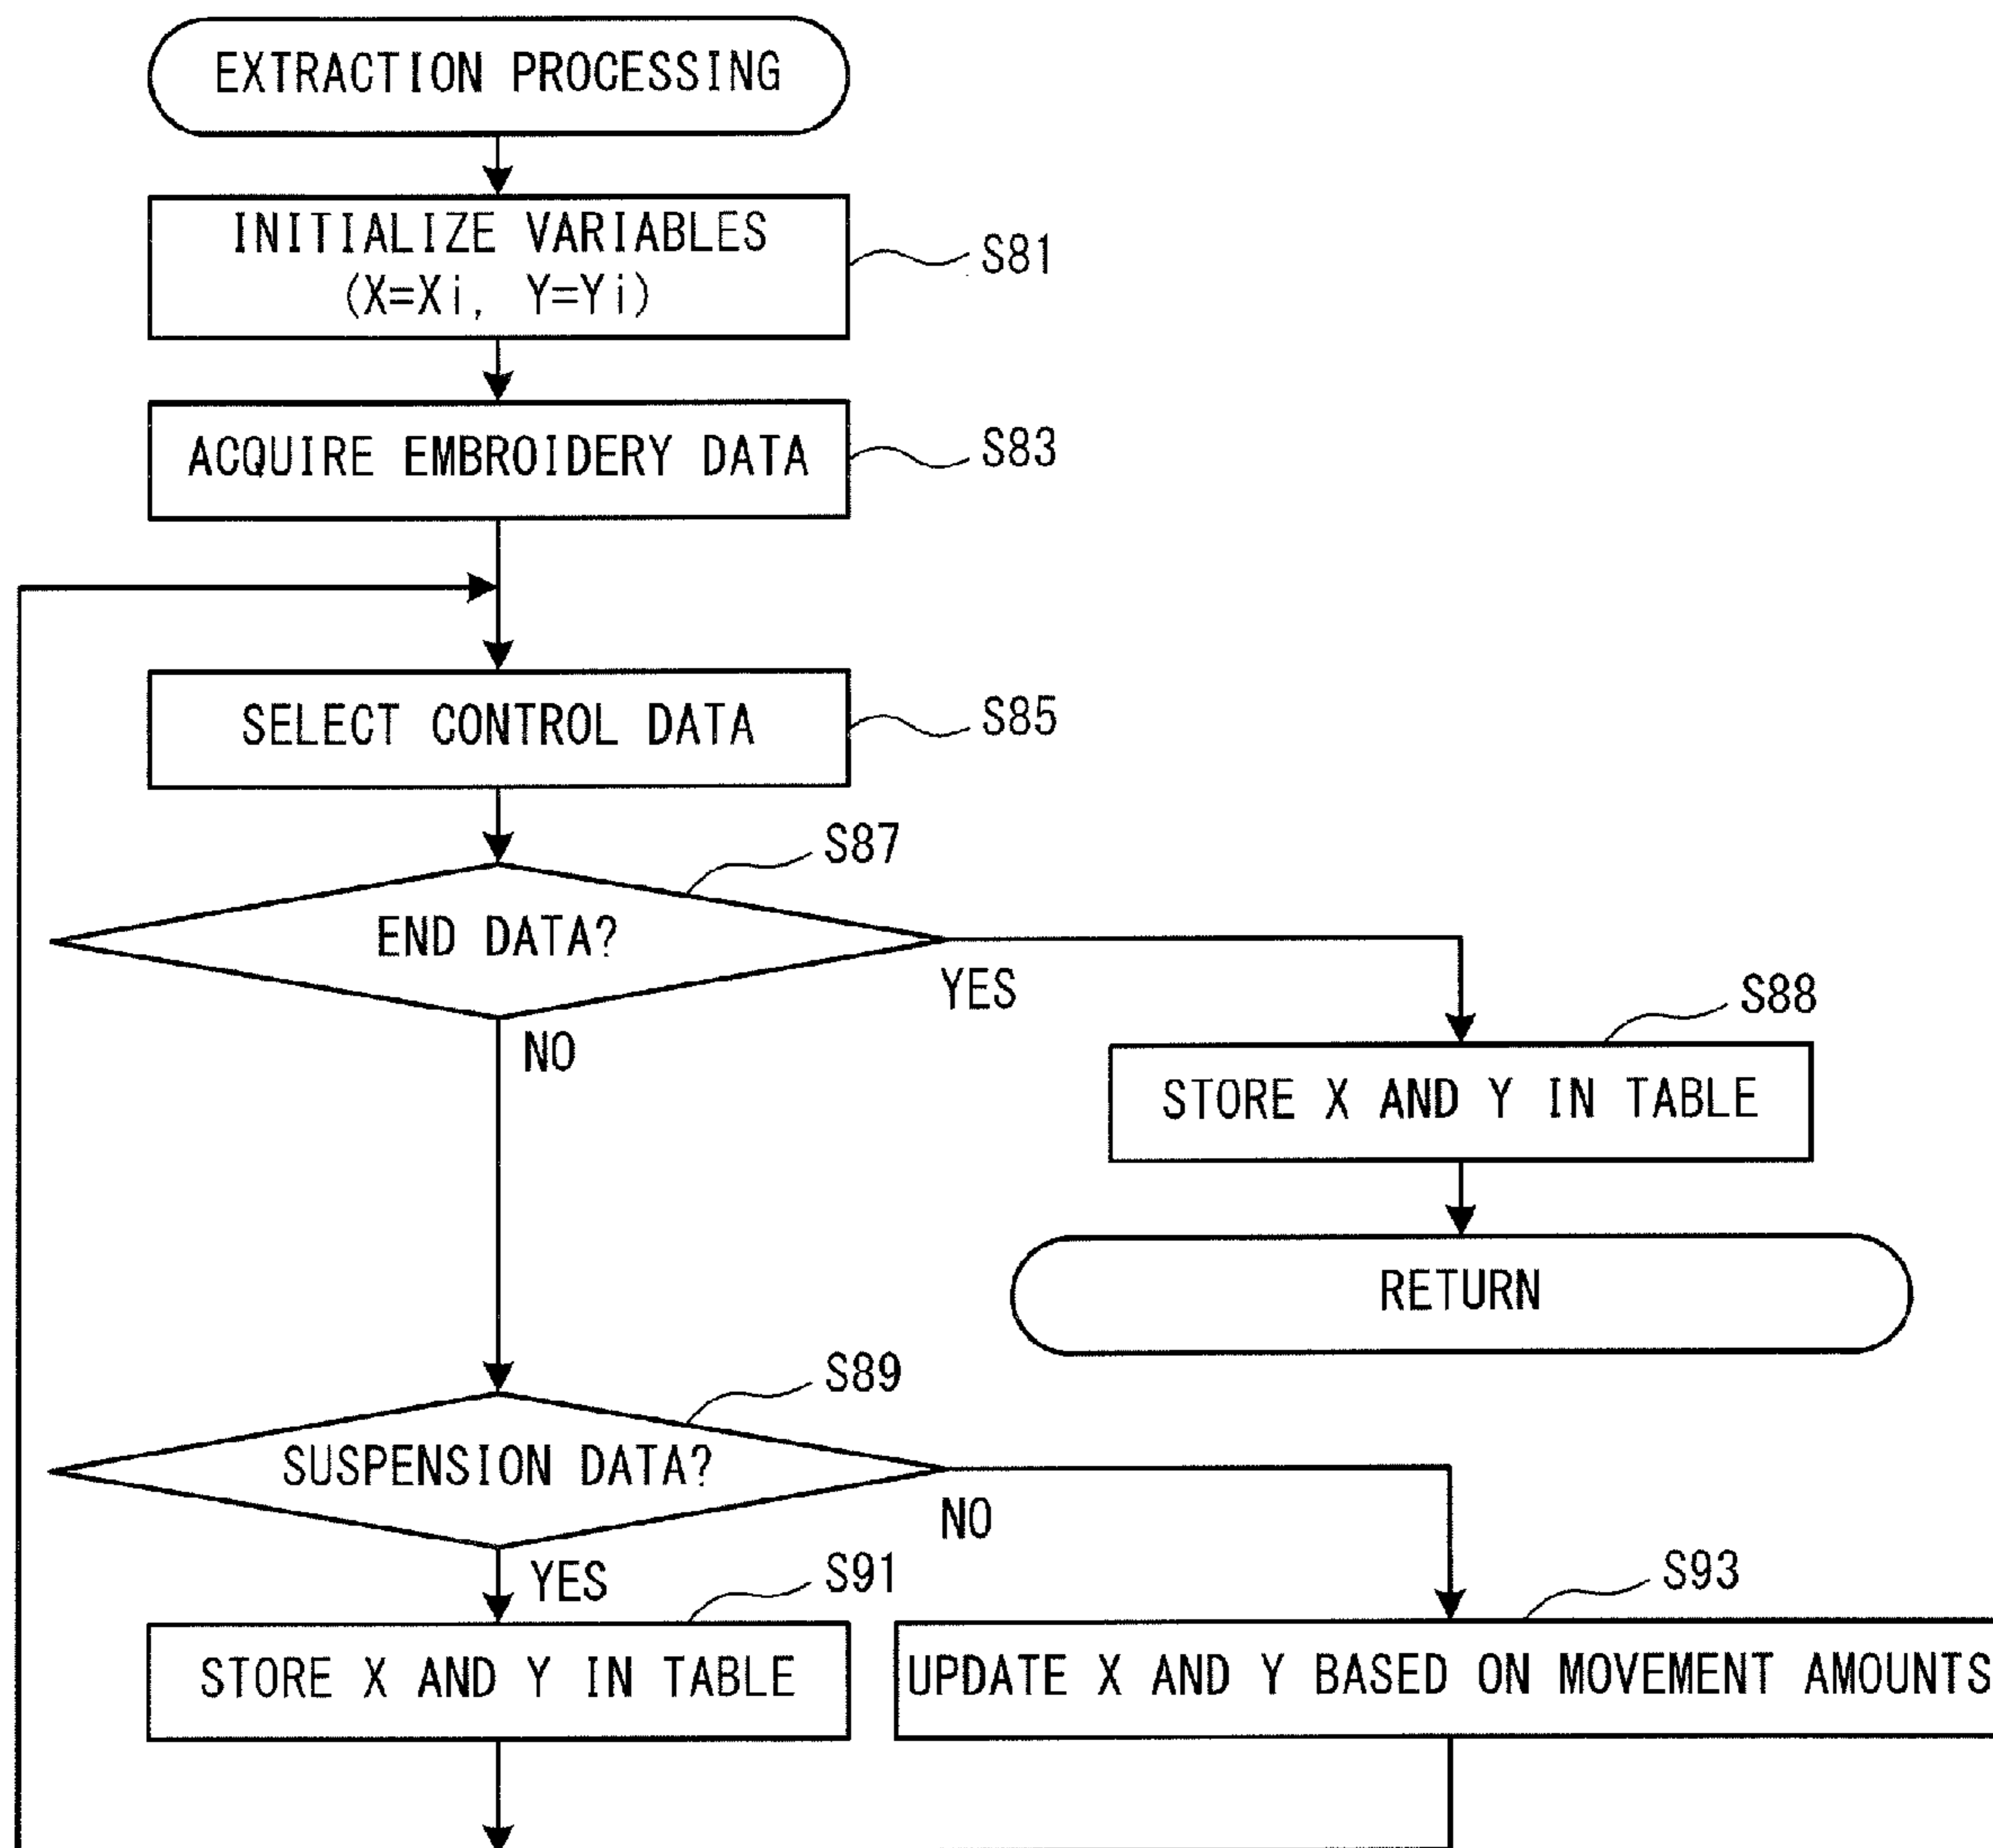 EXTRACTION PROCESSING
INITIALIZE VARIABLES
(X=Xi, Y=Yi)
S81
ACQUIRE EMBROIDERY DATA
S83
SELECT CONTROL DATA
S85
S87
END DATA?
YES
NO
S88
STORE X AND Y IN TABLE
RETURN
S89
SUSPENSION DATA?
NO
YES
S91
S93
STORE X AND Y IN TABLE
UPDATE X AND Y BASED ON MOVEMENT AMOUNTS